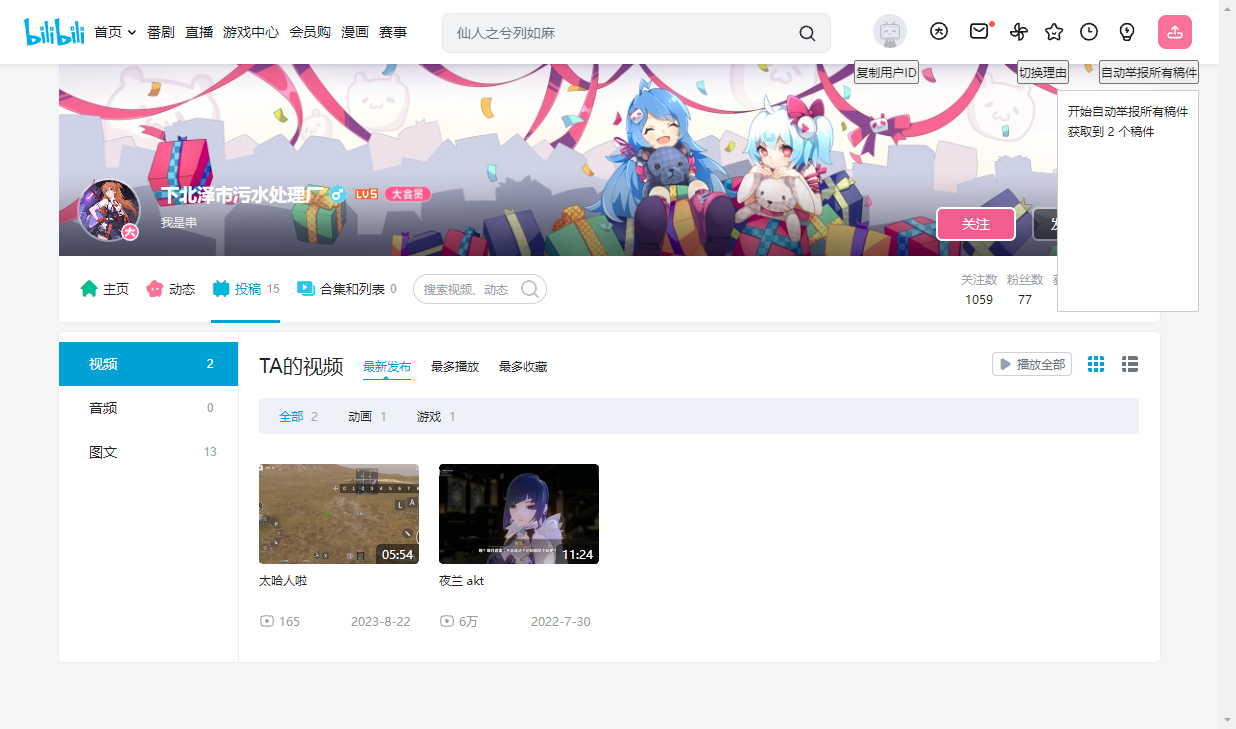 bilibili
首页 番剧 直播 游戏中心 会员购 漫画 赛事
仙人之兮列如麻
复制用户ID
切换理由
自动举报所有稿件
开始自动举报所有稿件
获取到 2 个稿件
下北泽市污水处理厂
LV5
大会员
我是串
关注
发
主页 动态 投稿 15 合集和列表 0
搜索视频、动态
关注数 粉丝数
1059 77
视频 2
音频 0
图文 13
TA的视频 最新发布 最多播放 最多收藏
播放全部
全部 2 动画 1 游戏 1
05:54
11:24
太哈人啦
夜兰 akt
165 2023-8-22
6万 2022-7-30